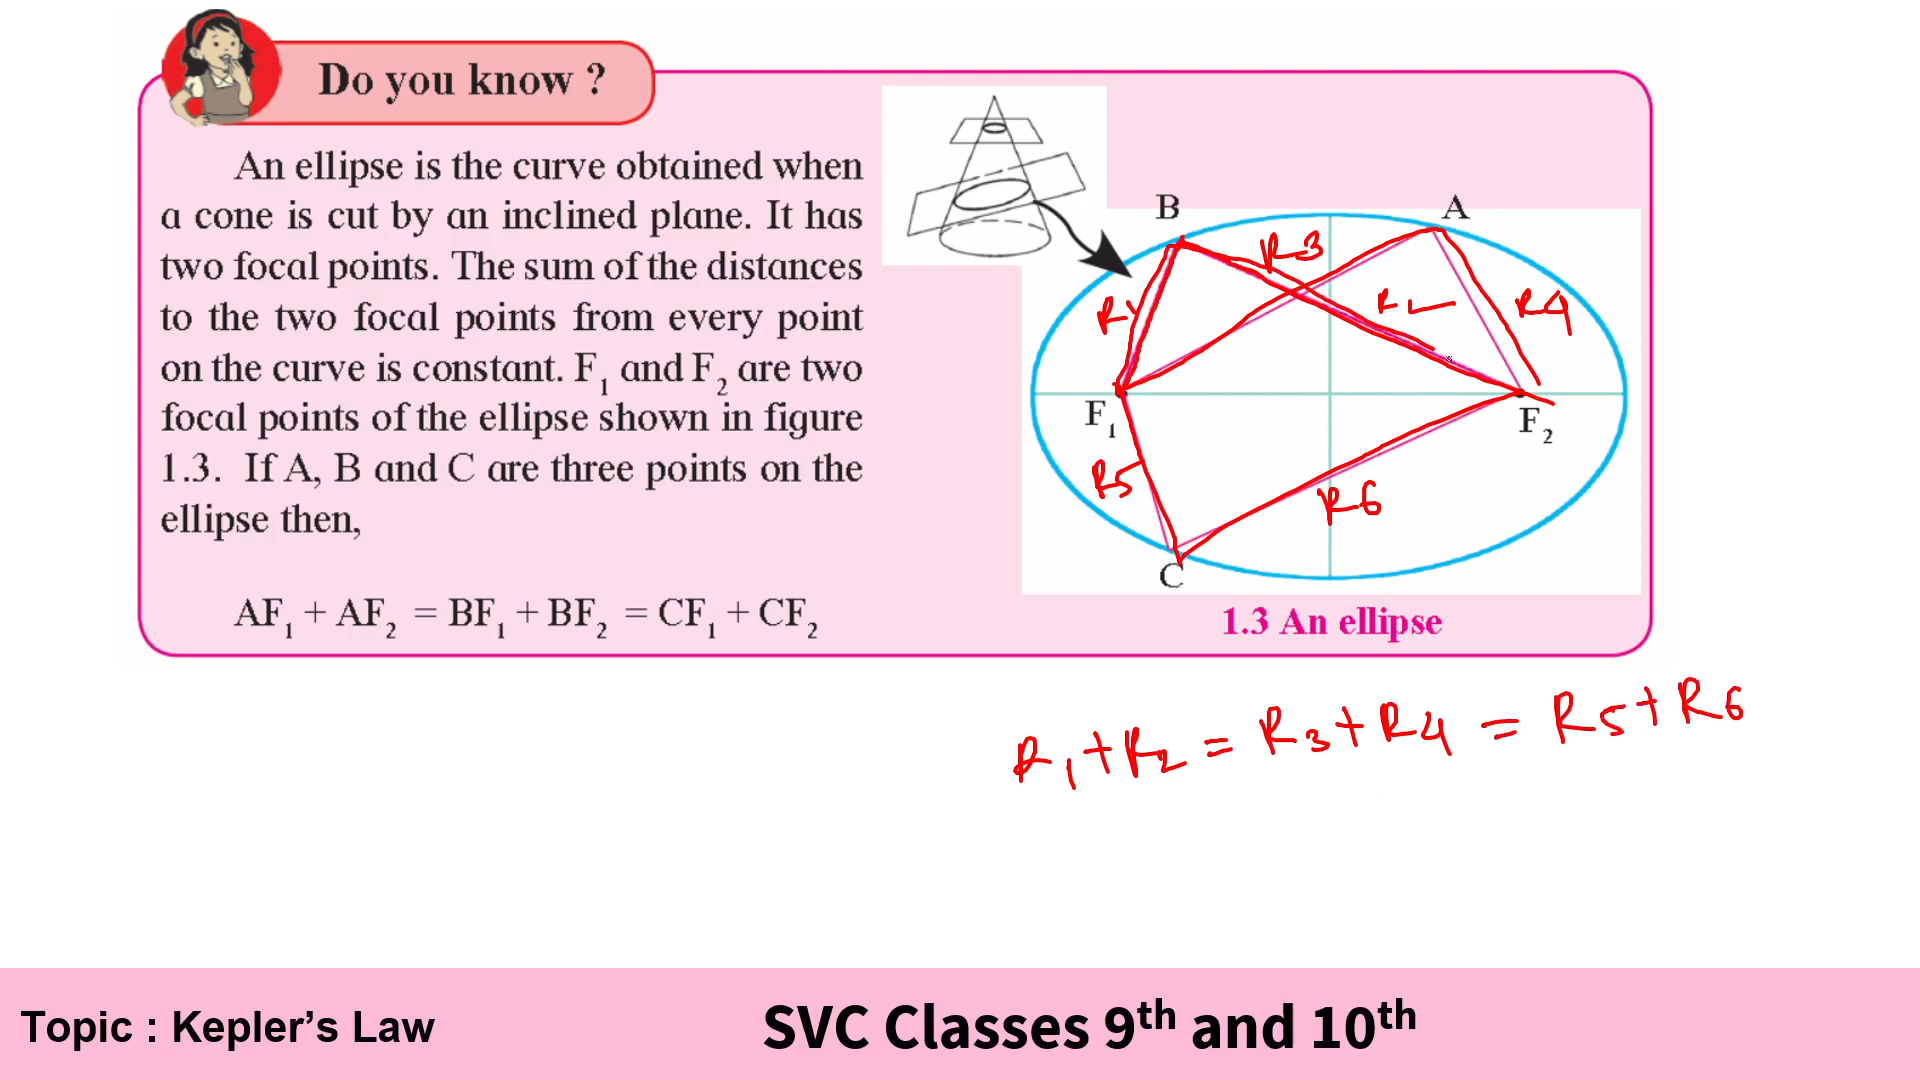 Do you know ?
An ellipse is the curve obtained when
a cone is cut by an inclined plane. It has
two focal points. The sum of the distances
to the two focal points from every point
on the curve is constant. F₁ and F₂ are two
focal points of the ellipse shown in figure
1.3. If A, B and C are three points on the
ellipse then,
AF₁ + AF₂ = BF₁ + BF₂ = CF₁ + CF₂
B
A
R3
R1
R2
R4
F₁
F₂
R5
R6
C
1.3 An ellipse
R₁+R₂ = R₃+R₄ = R₅+R₆
Topic : Kepler’s Law
SVC Classes 9th and 10th